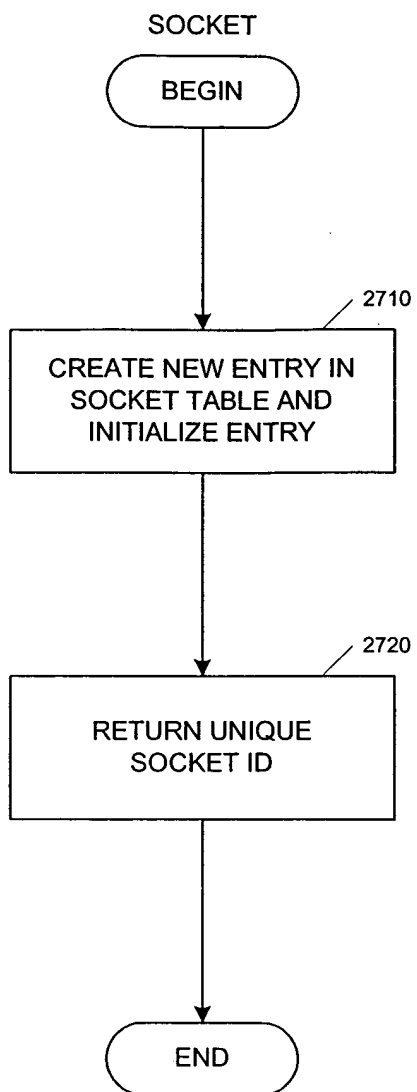 SOCKET
BEGIN
2710
CREATE NEW ENTRY IN
SOCKET TABLE AND
INITIALIZE ENTRY
2720
RETURN UNIQUE
SOCKET ID
END